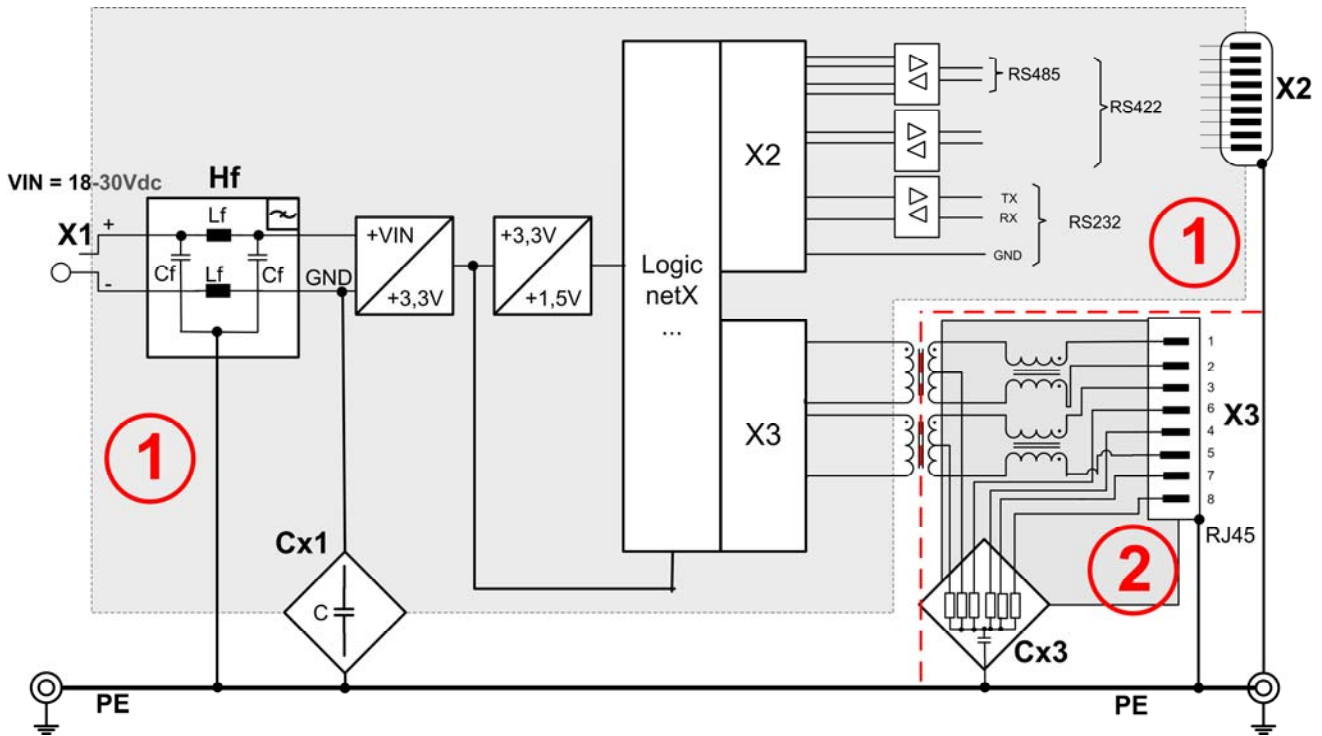 VIN = 18-30Vdc
X1
+
-
Hf
Lf
Cf
Lf
Cf
GND
+VIN
+3,3V
+3,3V
+1,5V
Logic
netX
...
X2
X3
RS485
RS422
TX
RX
GND
RS232
X2
1
1
1
2
3
6
4
5
7
8
X3
RJ45
2
Cx1
C
Cx3
PE
PE